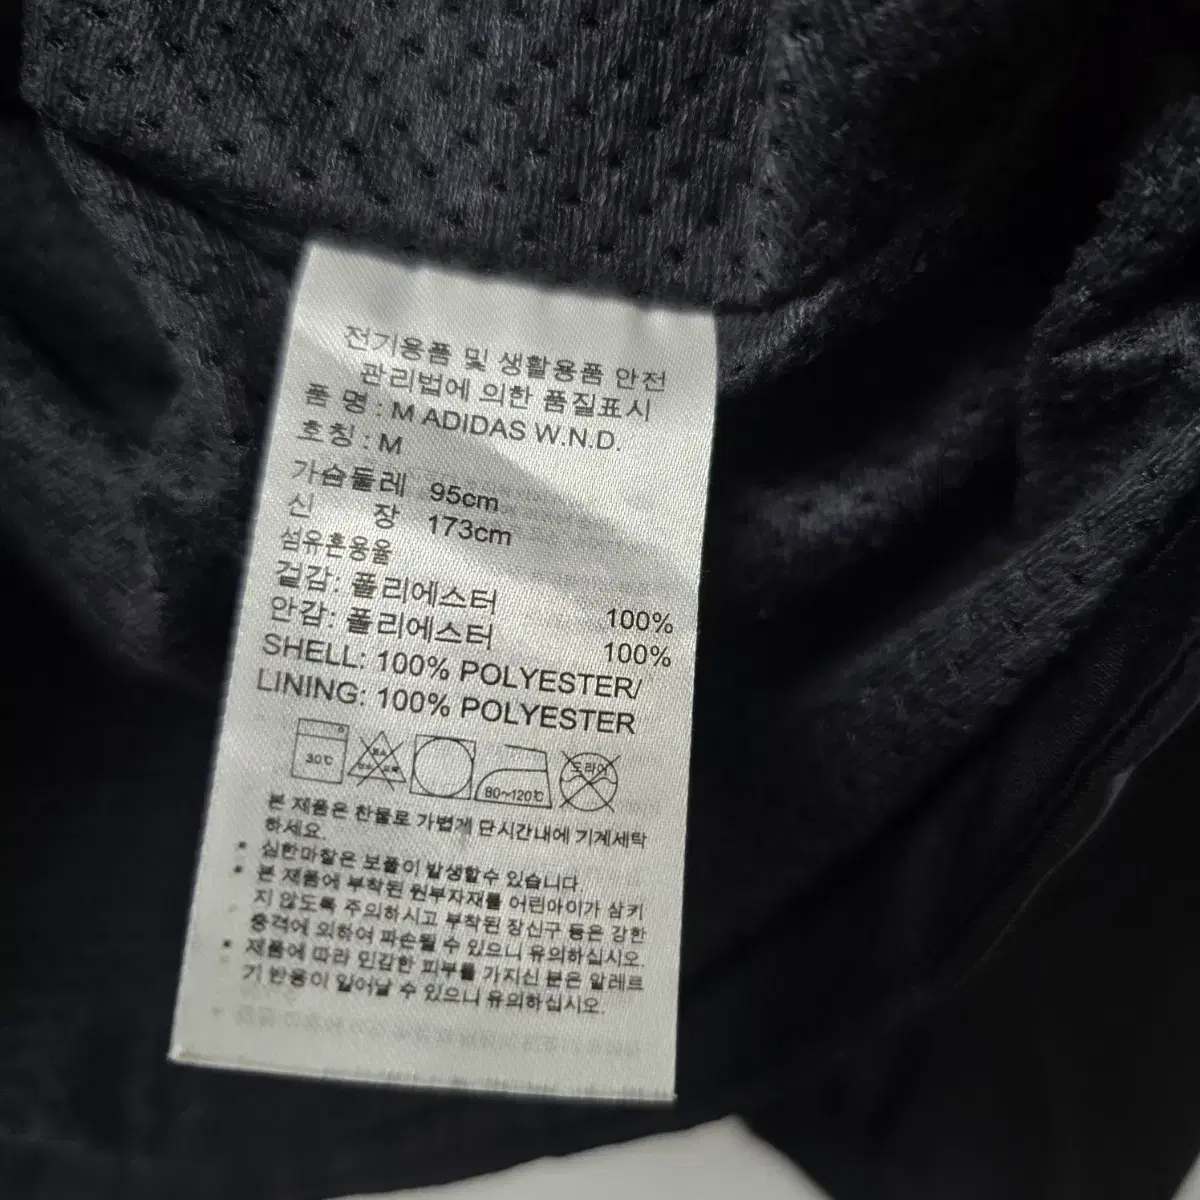 전기용품 및 생활용품 안전
관리법에 의한 품질표시
품 명 : M ADIDAS W.N.D.
호칭 : M
가슴둘레 95cm
신 장 173cm
섬유혼용율
겉감: 폴리에스터 100%
안감: 폴리에스터 100%
SHELL: 100% POLYESTER/
LINING: 100% POLYESTER
30℃
염소
80~120℃
드라이
본 제품은 찬물로 가볍게 단시간내에 기계세탁
하세요.
* 심한마찰은 보풀이 발생할수 있습니다.
* 본 제품에 부착된 원부자재를 어린아이가 삼키
지 않도록 주의하시고 부착된 장신구 등은 강한
충격에 의하여 파손될 수 있으니 유의하십시오.
* 제품에 따라 민감한 피부를 가지신 분은 알레르
기 반응이 일어날 수 있으니 유의하십시오.